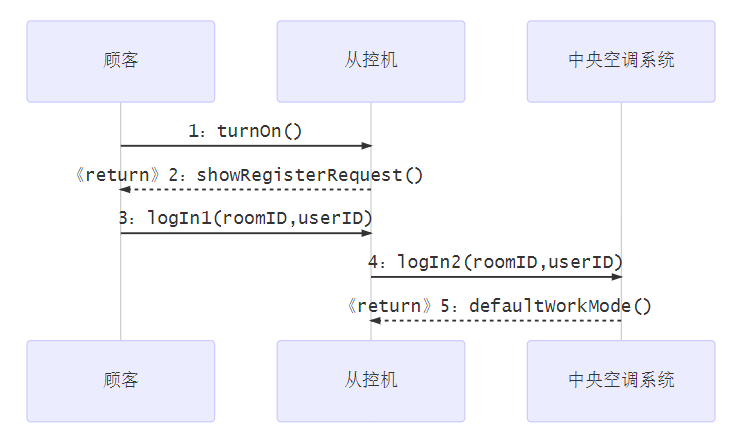 顾客 从控机 中央空调系统
1：turnOn()
《return》2：showRegisterRequest()
3：logIn1(roomID,userID)
4：logIn2(roomID,userID)
《return》5：defaultWorkMode()
顾客 从控机 中央空调系统